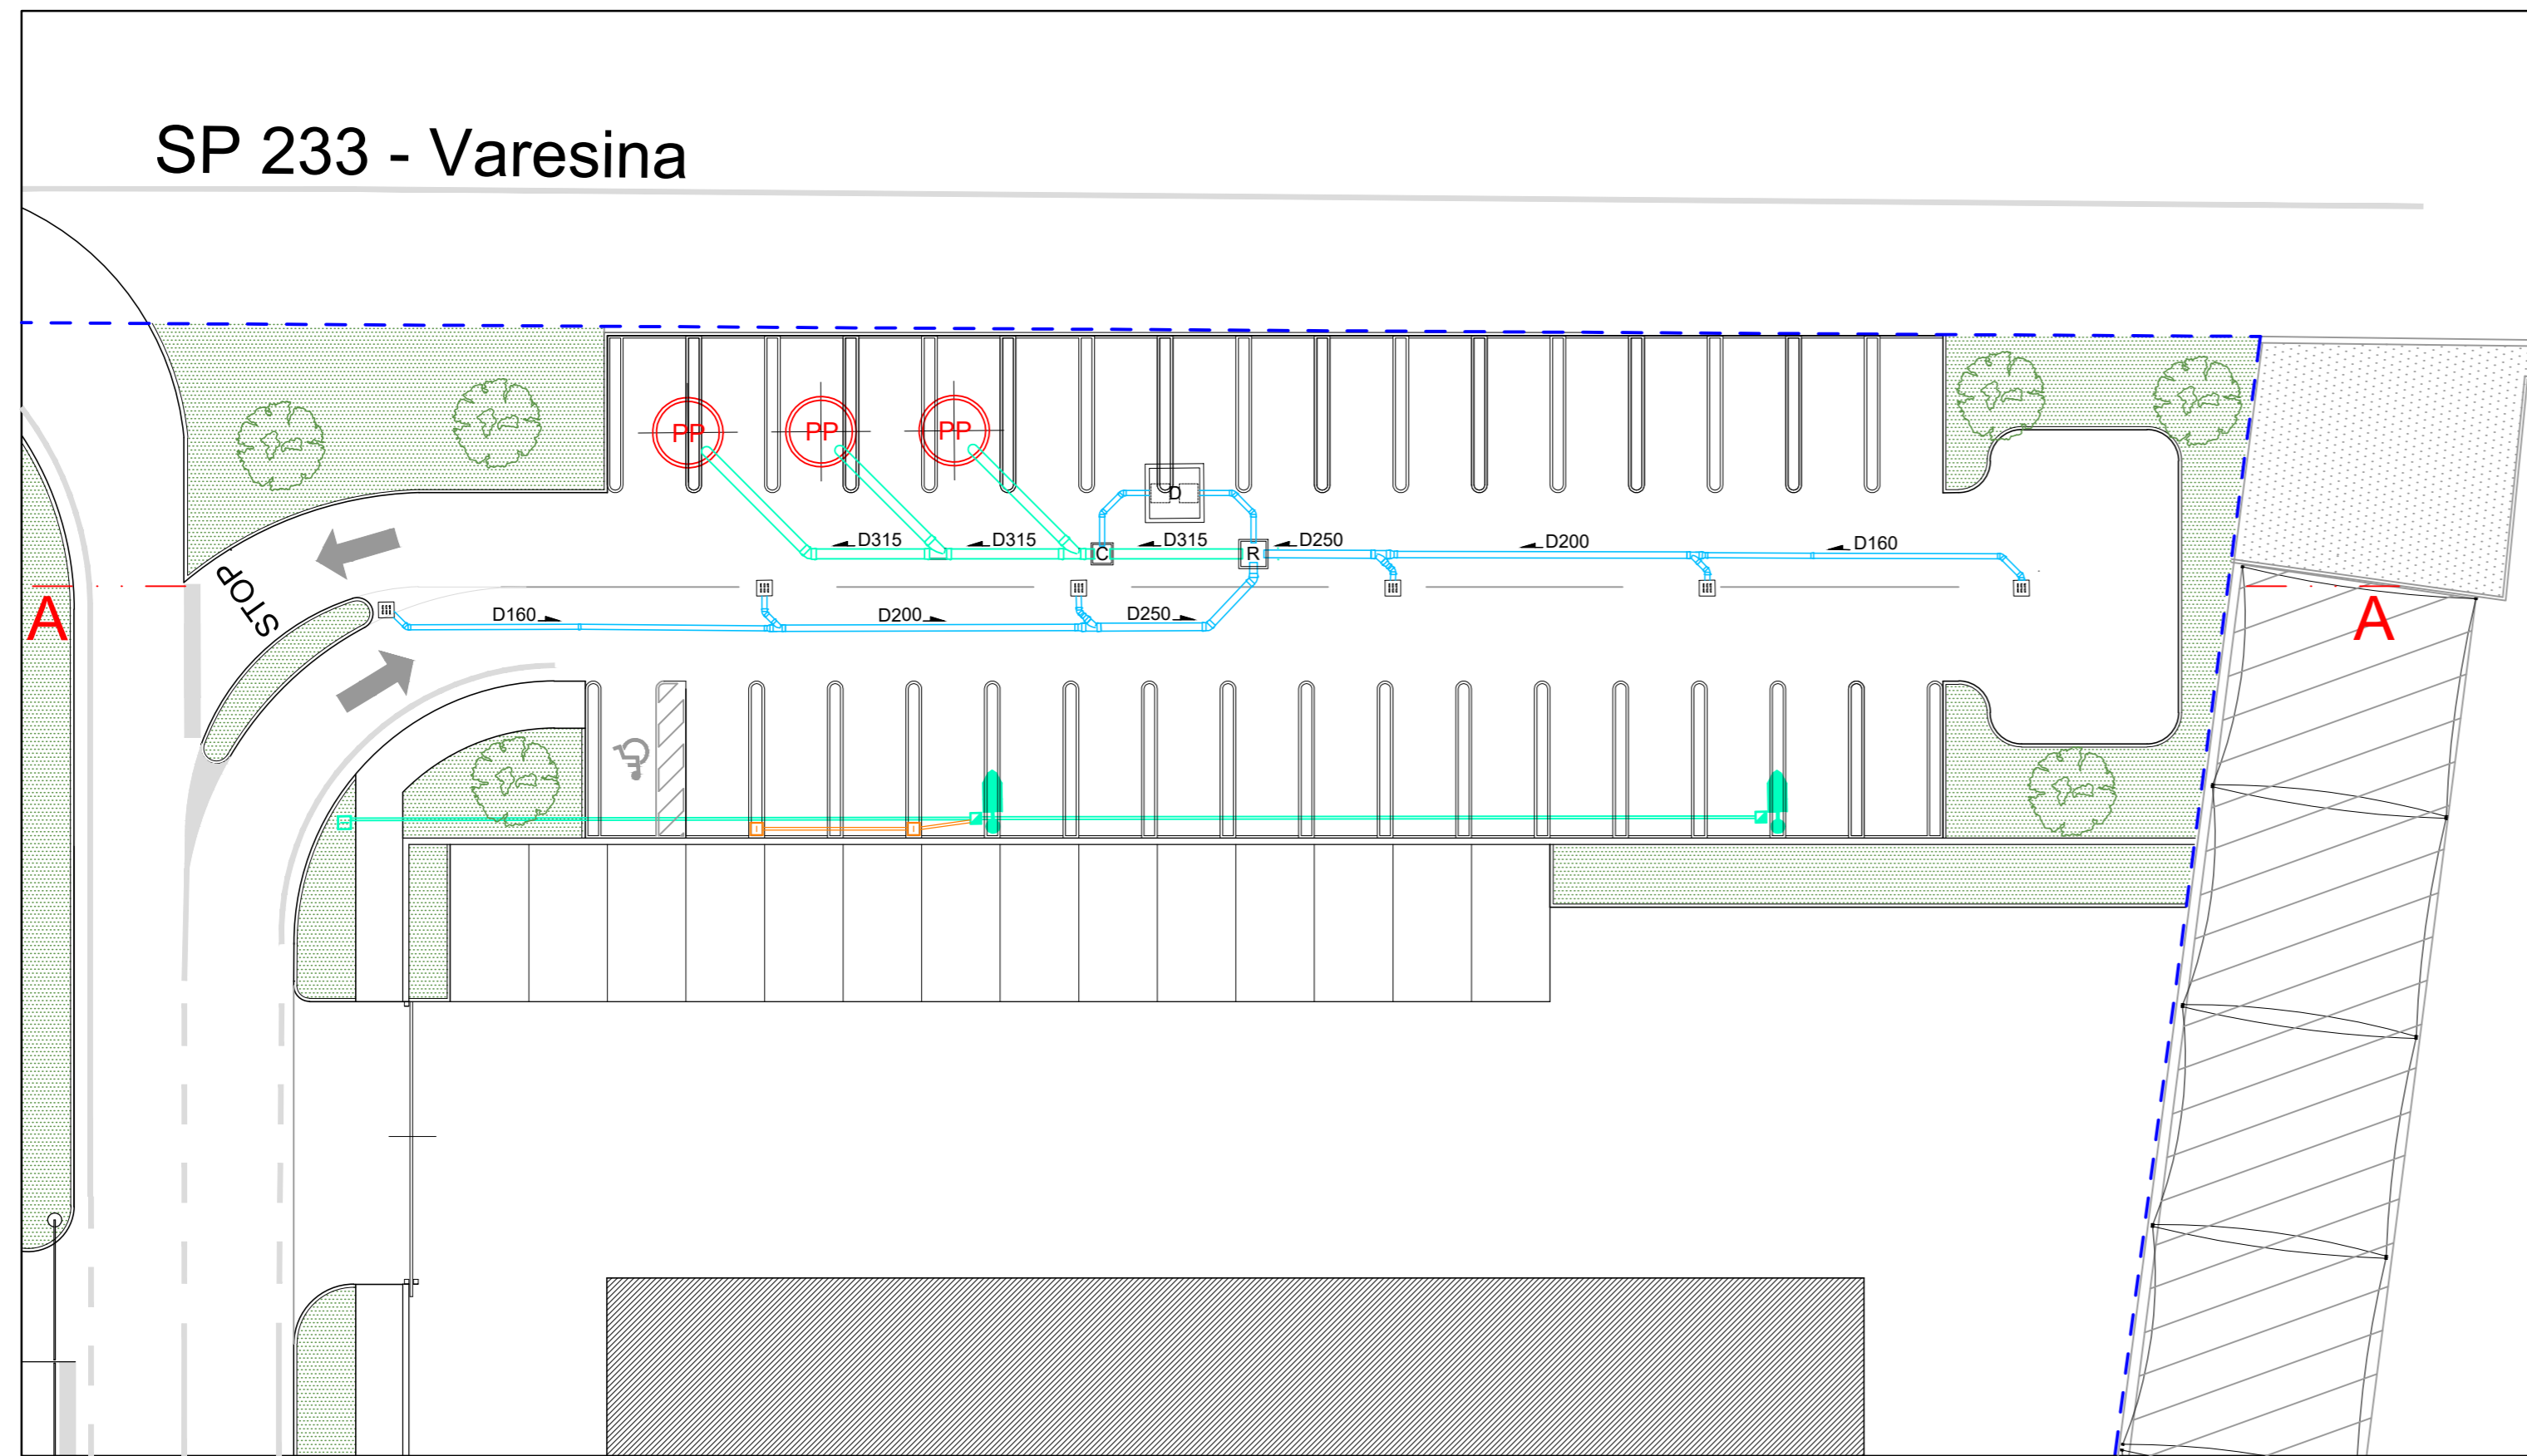 SP 233 - Varesina
PP PP PP
D
D315 D315 D315 D250 D200 D160
C R
STOP
A A
D160 D200 D250